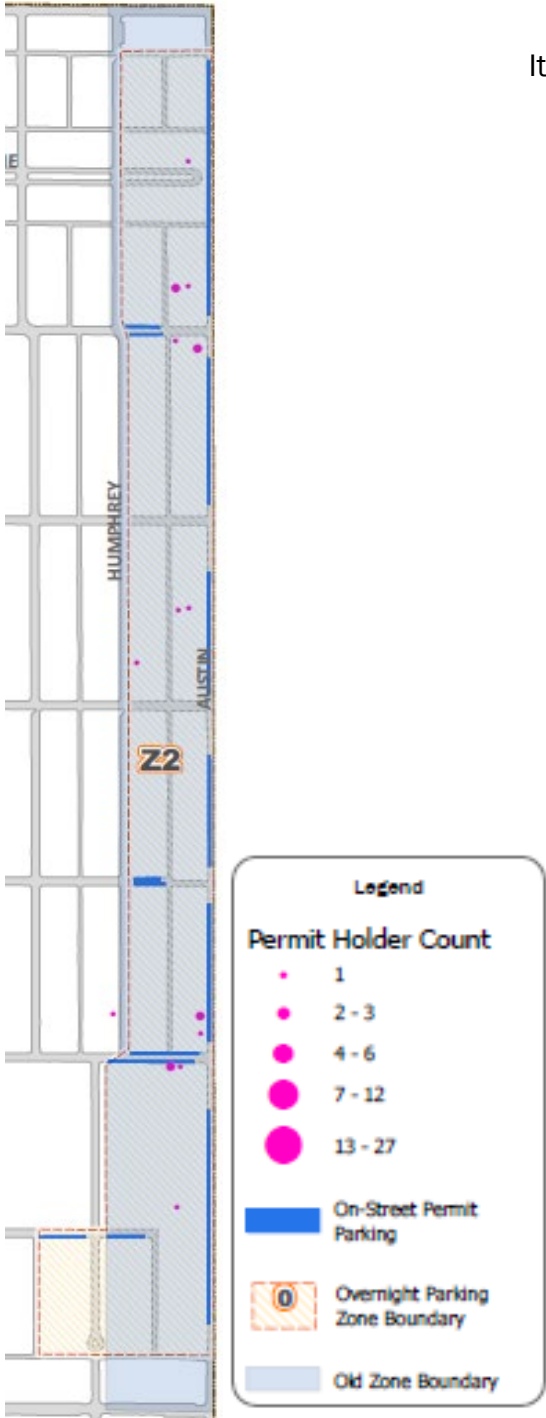 It
E
HUMPHREY
AUSTIN
Z2
Legend
Permit Holder Count
1
2 - 3
4 - 6
7 - 12
13 - 27
On-Street Permit
Parking
0
Overnight Parking
Zone Boundary
Old Zone Boundary